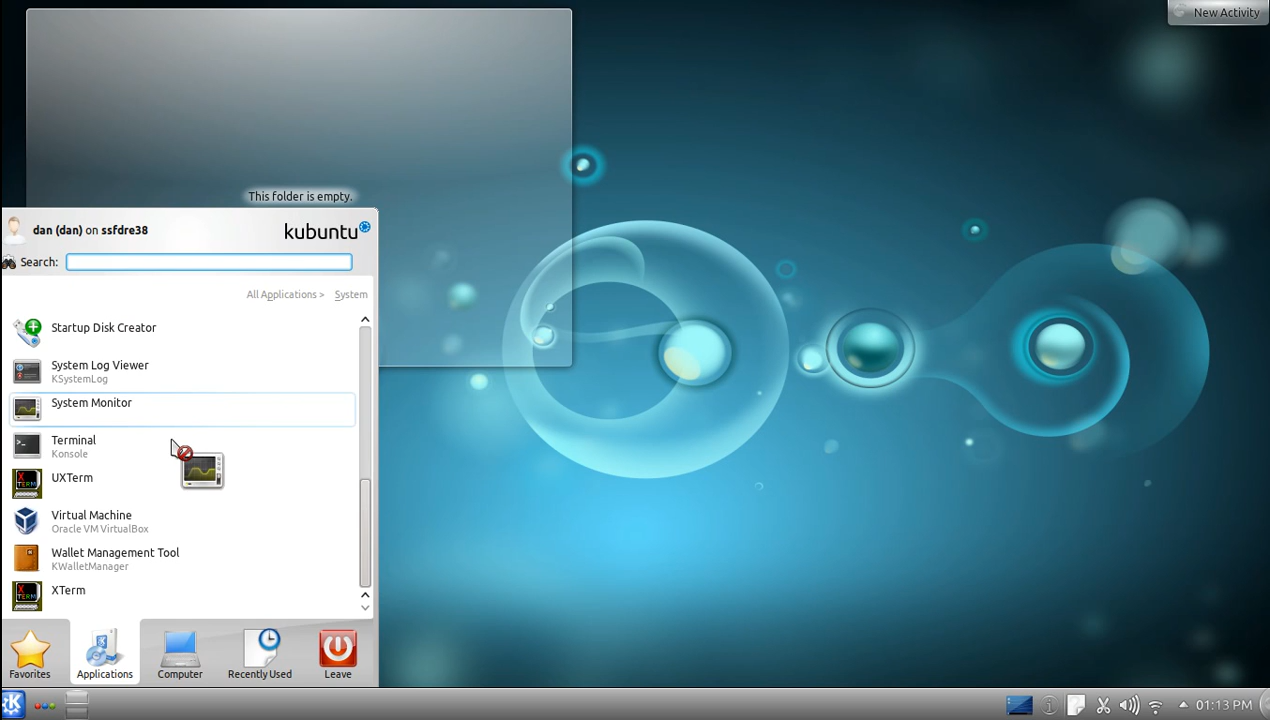 New Activity
This folder is empty.
dan (dan) on ssfdre38
kubuntu
Search:
All Applications > System
Startup Disk Creator
System Log Viewer
KSystemLog
System Monitor
Terminal
Konsole
UXTerm
Virtual Machine
Oracle VM VirtualBox
Wallet Management Tool
KWalletManager
XTerm
Favorites
Applications
Computer
Recently Used
Leave
01:13 PM